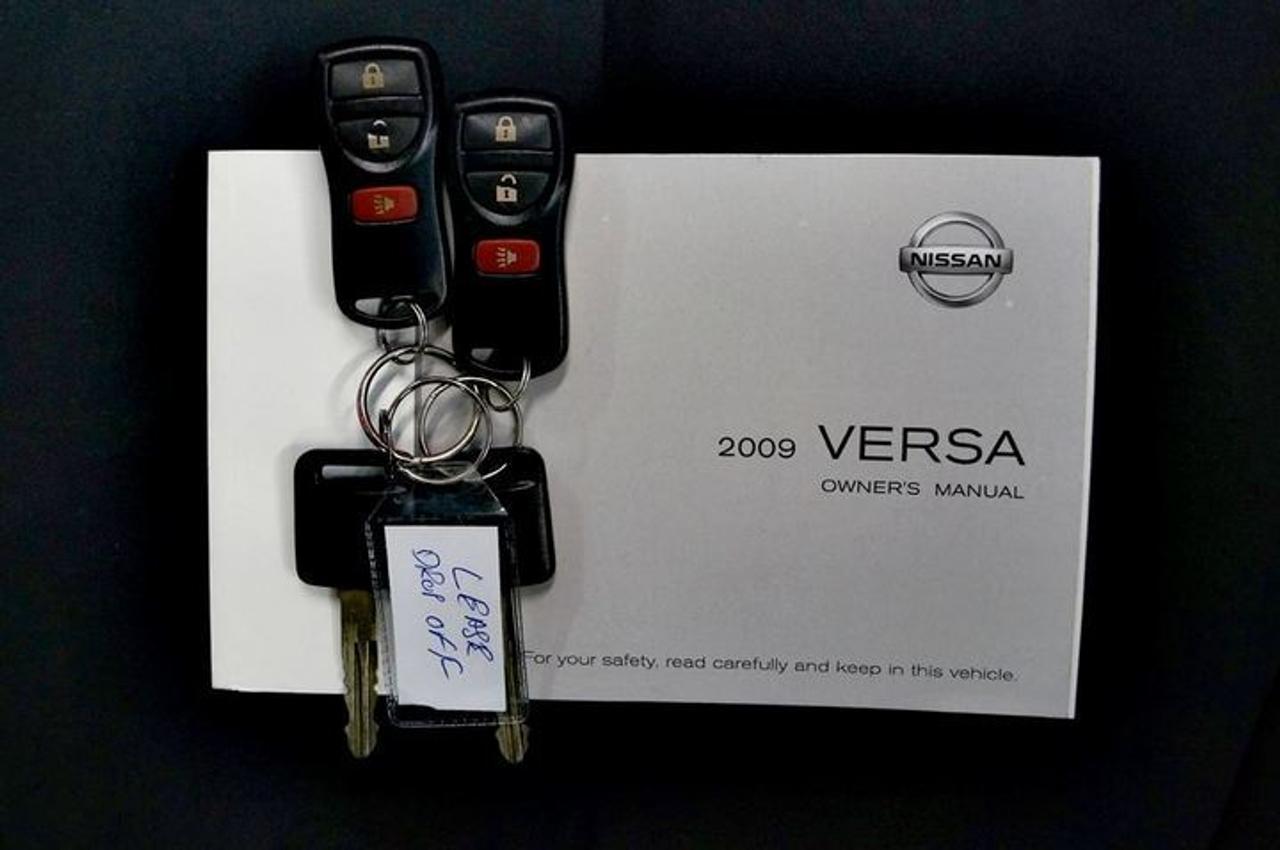 NISSAN
2009 VERSA
OWNER'S MANUAL
For your safety, read carefully and keep in this vehicle.
LEASE
DROP OFF